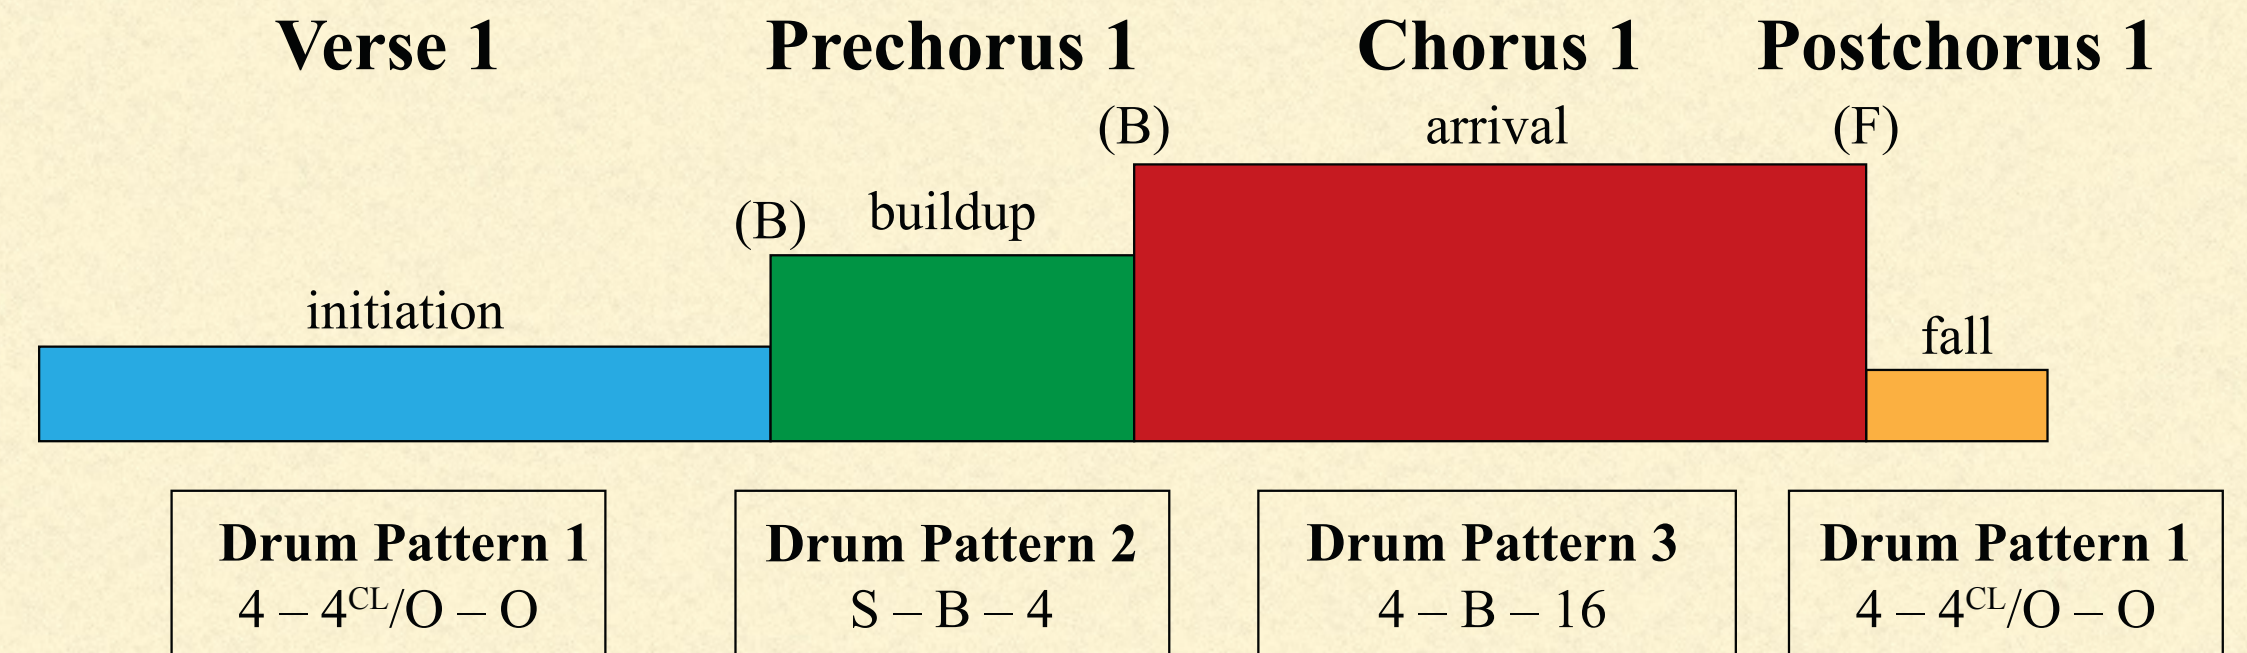 Verse 1 Prechorus 1 Chorus 1 Postchorus 1
(B) arrival (F)
(B) buildup
initiation
fall
Drum Pattern 1 Drum Pattern 2 Drum Pattern 3 Drum Pattern 1
4 – 4ᶜᴸ/O – O S – B – 4 4 – B – 16 4 – 4ᶜᴸ/O – O